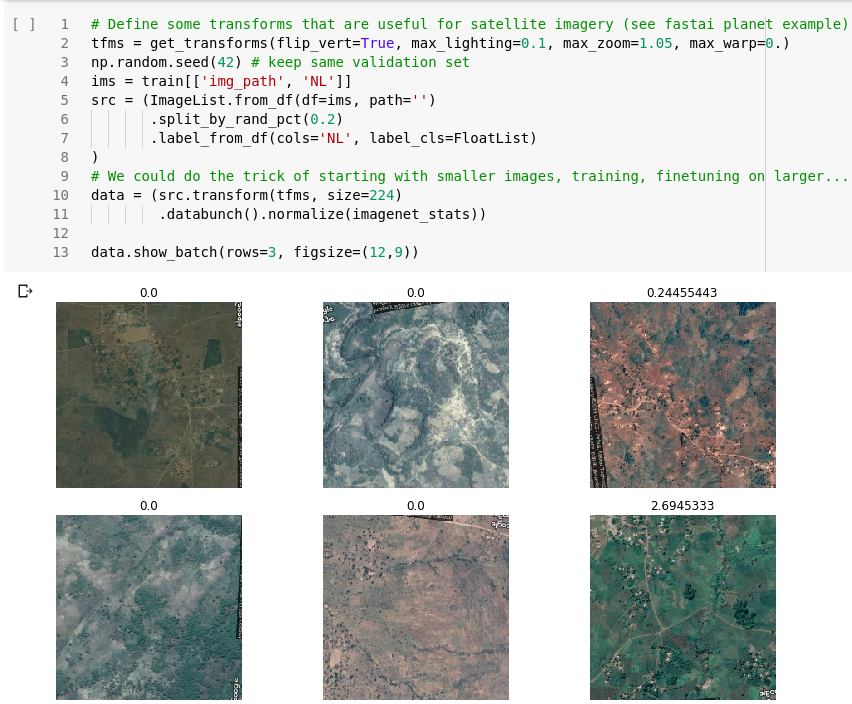 [ ] 1 # Define some transforms that are useful for satellite imagery (see fastai planet example)
2 tfms = get_transforms(flip_vert=True, max_lighting=0.1, max_zoom=1.05, max_warp=0.)
3 np.random.seed(42) # keep same validation set
4 ims = train[['img_path', 'NL']]
5 src = (ImageList.from_df(df=ims, path='')
6 .split_by_rand_pct(0.2)
7 .label_from_df(cols='NL', label_cls=FloatList)
8 )
9 # We could do the trick of starting with smaller images, training, finetuning on larger...
10 data = (src.transform(tfms, size=224)
11 .databunch().normalize(imagenet_stats))
12
13 data.show_batch(rows=3, figsize=(12,9))
0.0 0.0 0.24455443
0.0 0.0 2.6945333